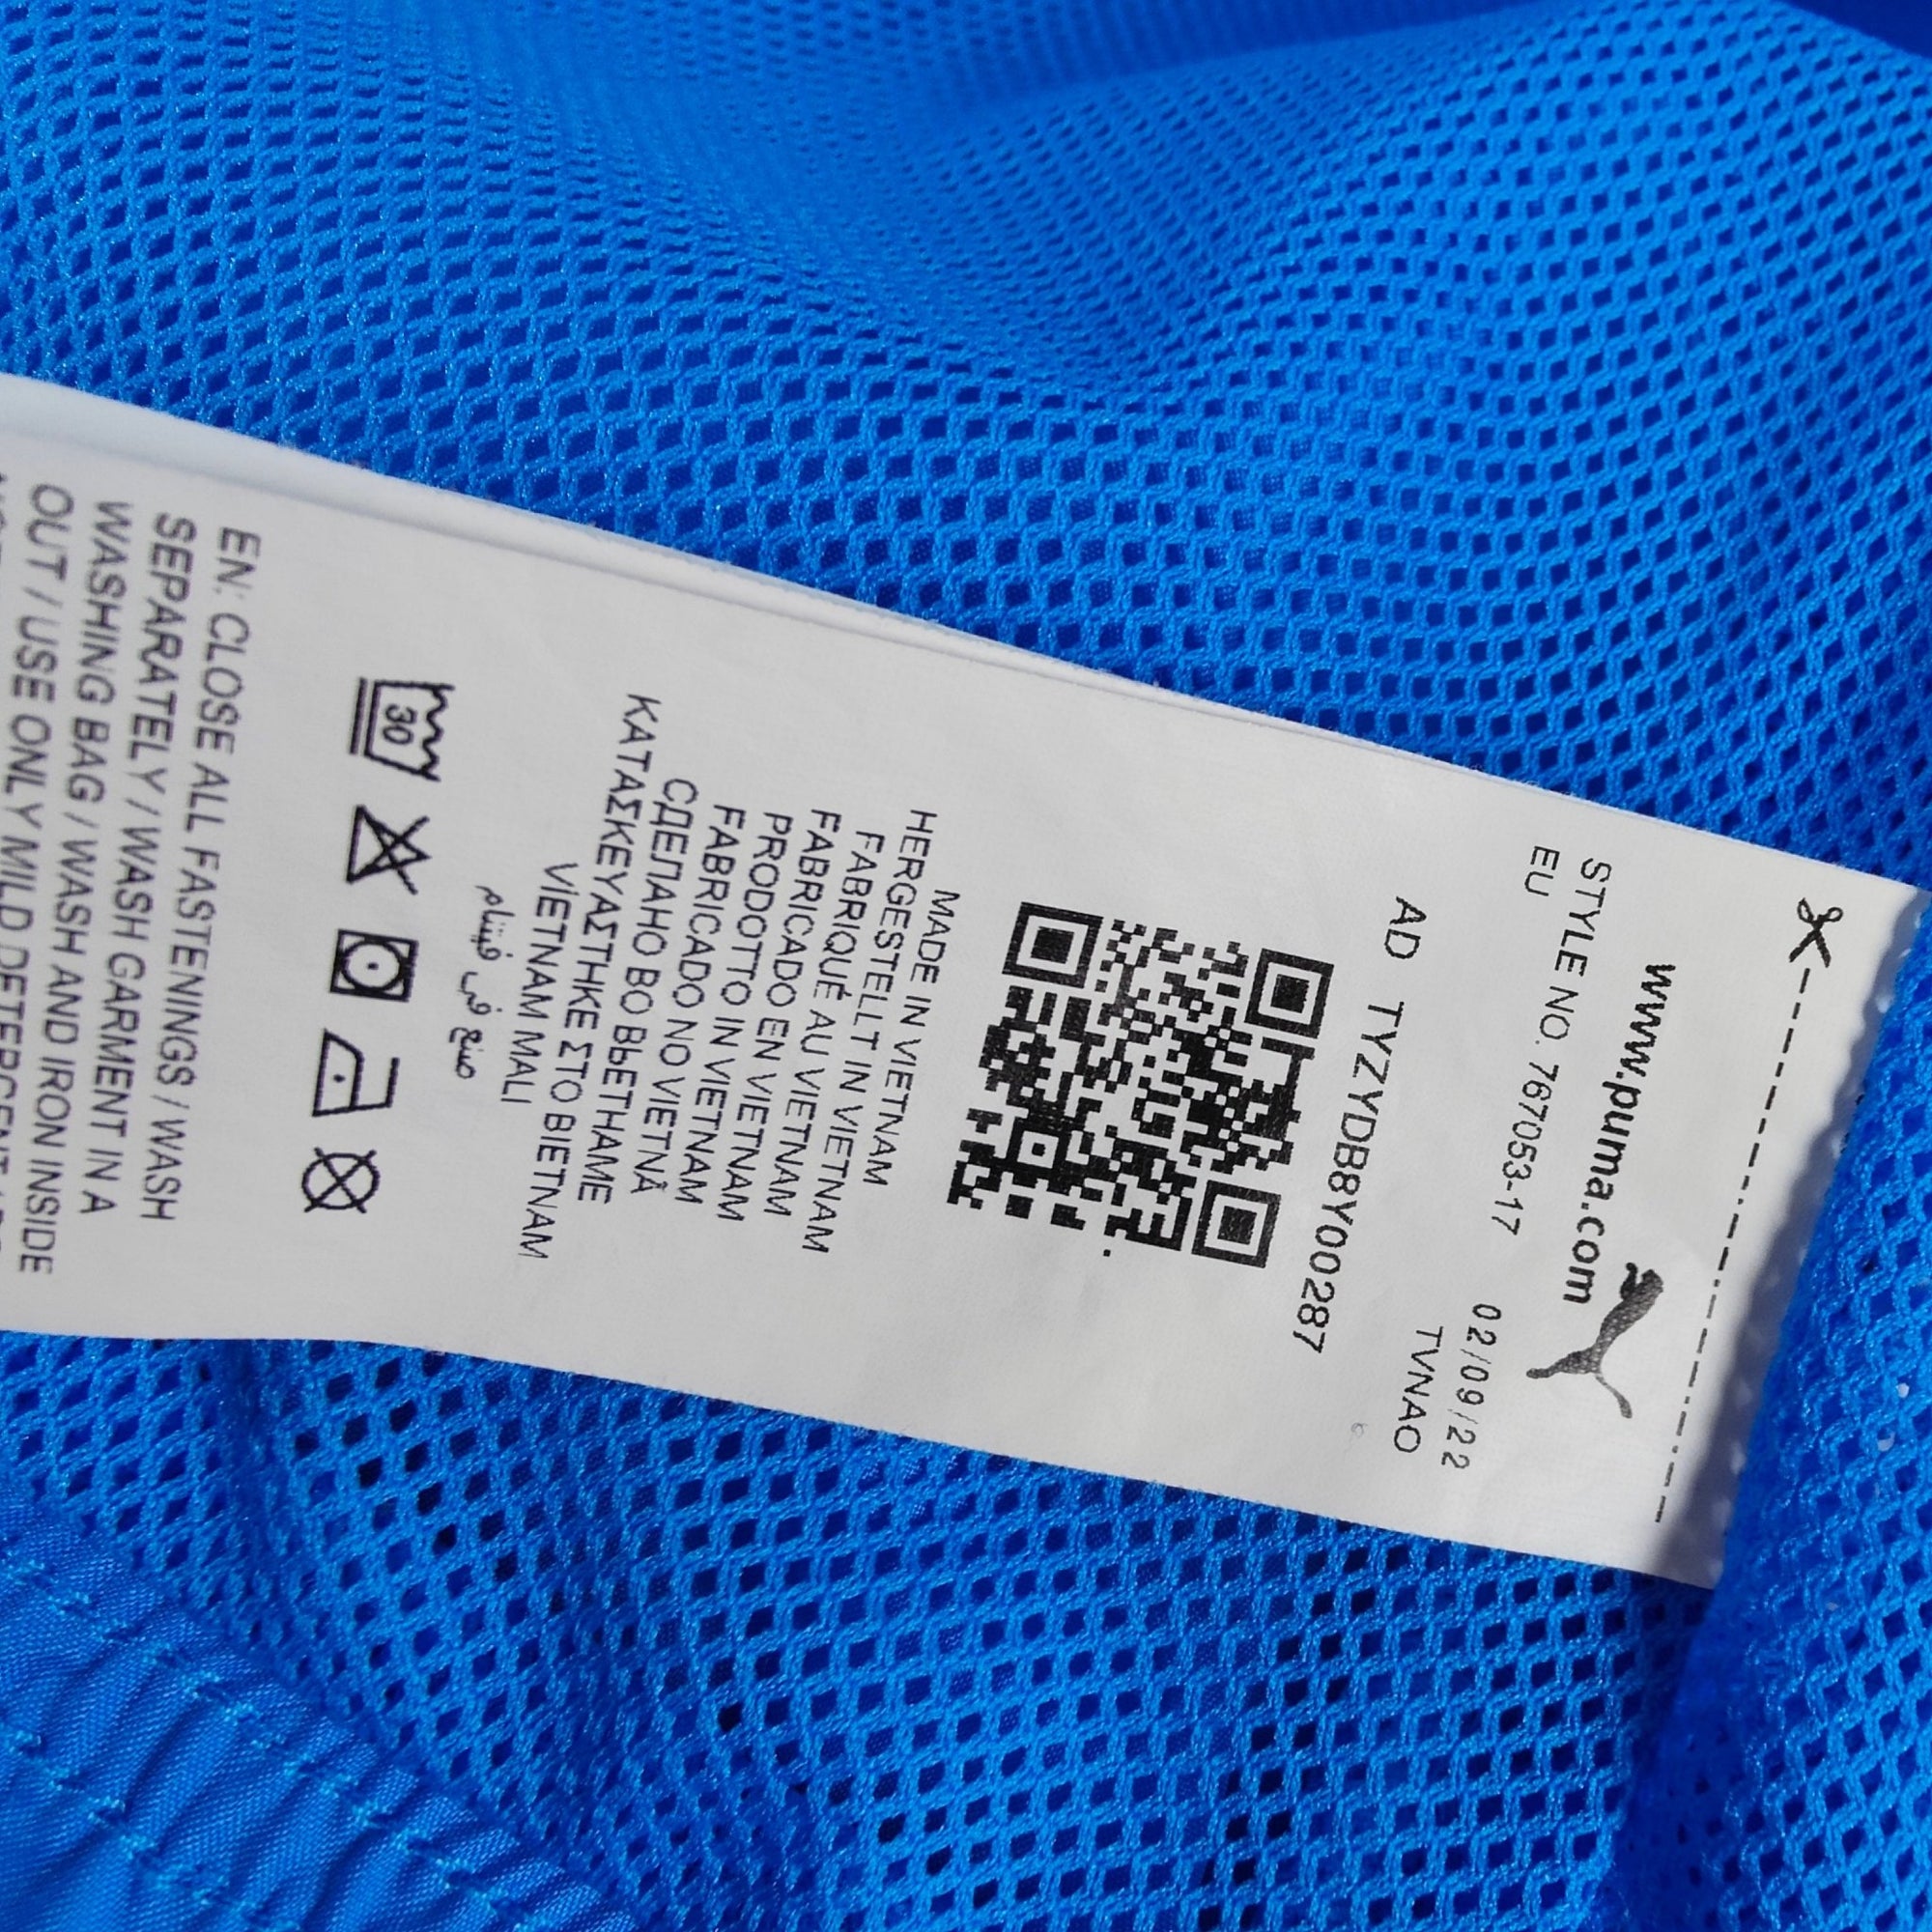 www.puma.com
STYLE NO. 767053-17
EU
02/09/22
TVNAO
AD TYZYDB8Y00287
MADE IN VIETNAM
HERGESTELLT IN VIETNAM
FABRIQUÉ AU VIETNAM
FABRICADO EN VIETNAM
PRODOTTO IN VIETNAM
FABRICADO NO VIETNÃ
СДЕЛАНО ВО ВЬЕТНАМЕ
ΚΑΤΑΣΚΕΥΑΣΤΗΚΕ ΣΤΟ ΒΙΕΤΝΑΜ
VİETNAM MALI
صنع في فيتنام
30
EN: CLOSE ALL FASTENINGS / WASH
SEPARATELY / WASH GARMENT IN A
WASHING BAG / WASH AND IRON INSIDE
OUT / USE ONLY MILD DETERGENT